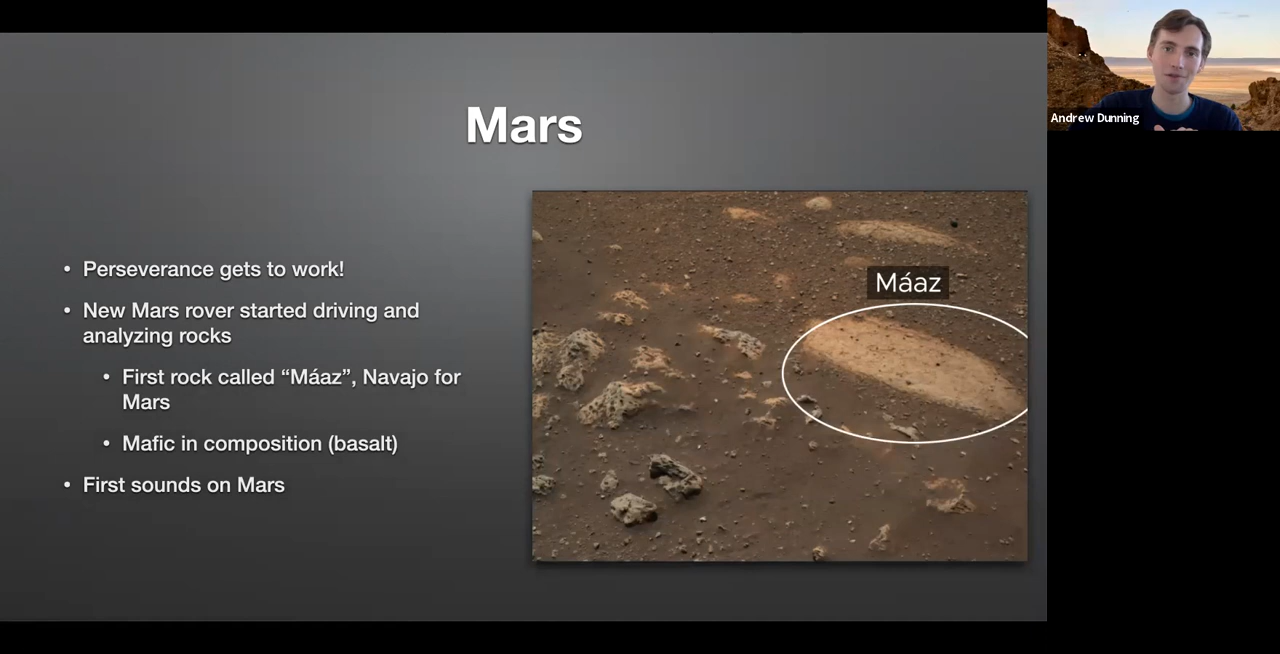 Mars
• Perseverance gets to work!
• New Mars rover started driving and
analyzing rocks
• First rock called “Máaz”, Navajo for
Mars
• Mafic in composition (basalt)
• First sounds on Mars
Máaz
Andrew Dunning